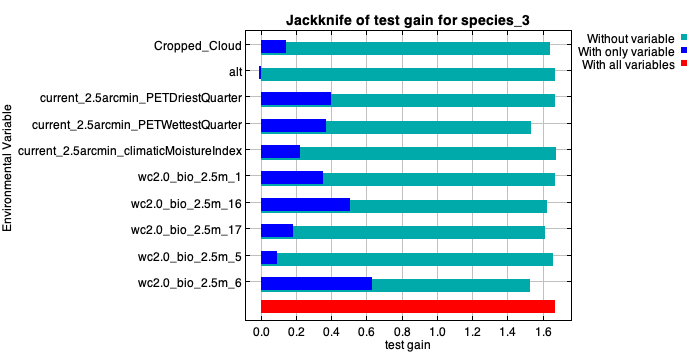 Jackknife of test gain for species_3
Without variable
With only variable
With all variables
Environmental Variable
Cropped_Cloud
alt
current_2.5arcmin_PETDriestQuarter
current_2.5arcmin_PETWettestQuarter
current_2.5arcmin_climaticMoistureIndex
wc2.0_bio_2.5m_1
wc2.0_bio_2.5m_16
wc2.0_bio_2.5m_17
wc2.0_bio_2.5m_5
wc2.0_bio_2.5m_6
0.0 0.2 0.4 0.6 0.8 1.0 1.2 1.4 1.6
test gain